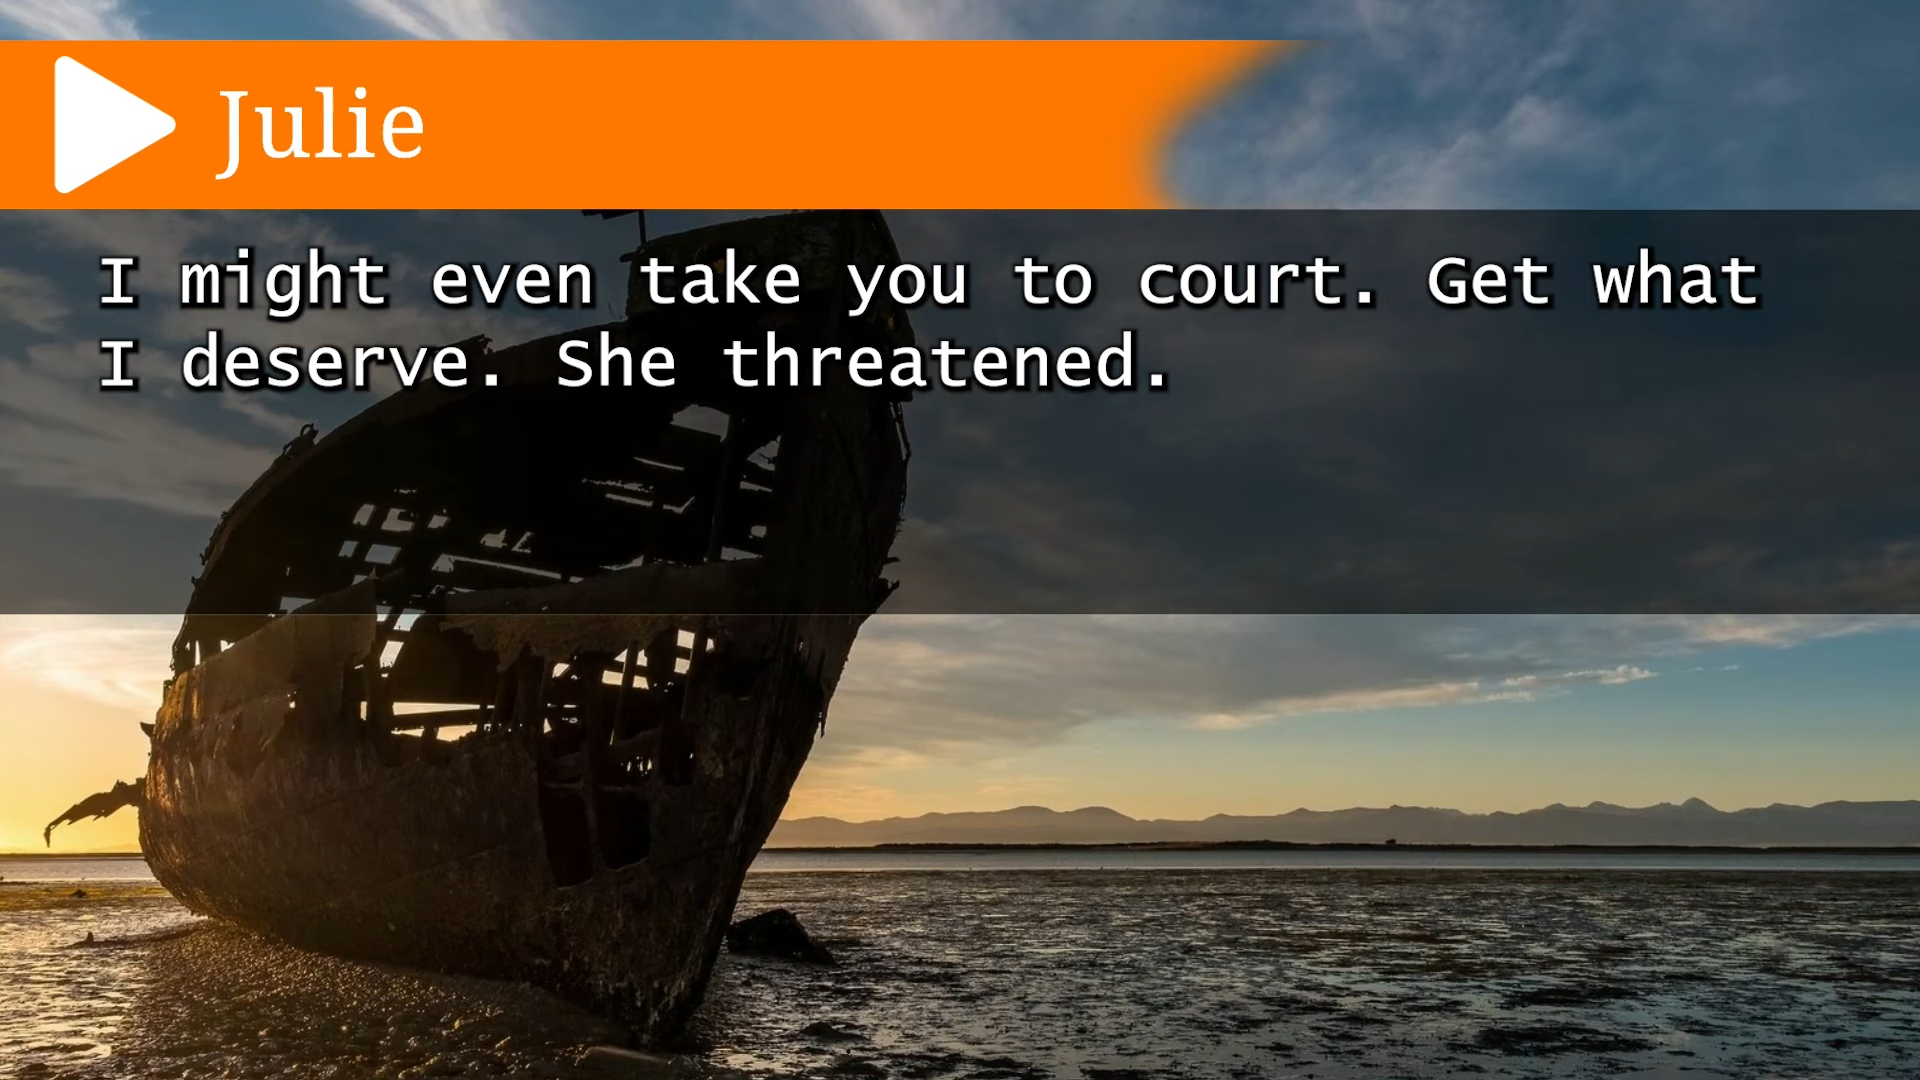 Julie
I might even take you to court. Get what
I deserve. She threatened.